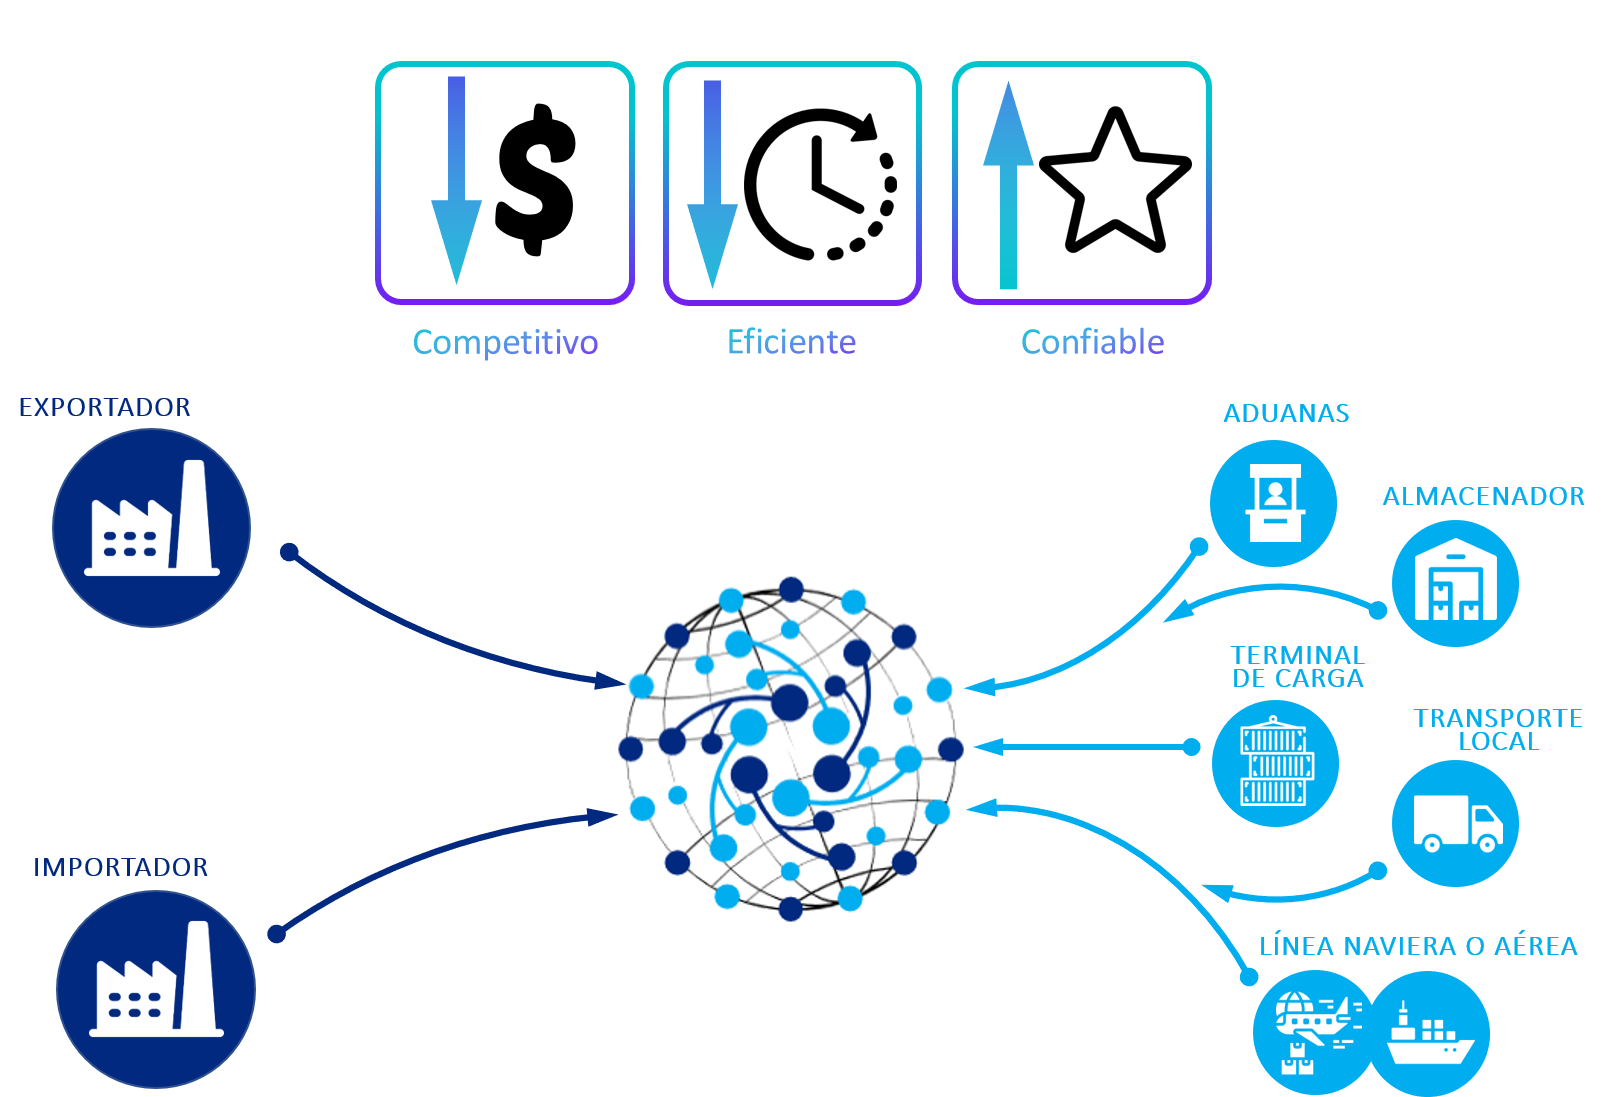 Competitivo
Eficiente
Confiable
EXPORTADOR
IMPORTADOR
ADUANAS
ALMACENADOR
TERMINAL
DE CARGA
TRANSPORTE
LOCAL
LÍNEA NAVIERA O AÉREA